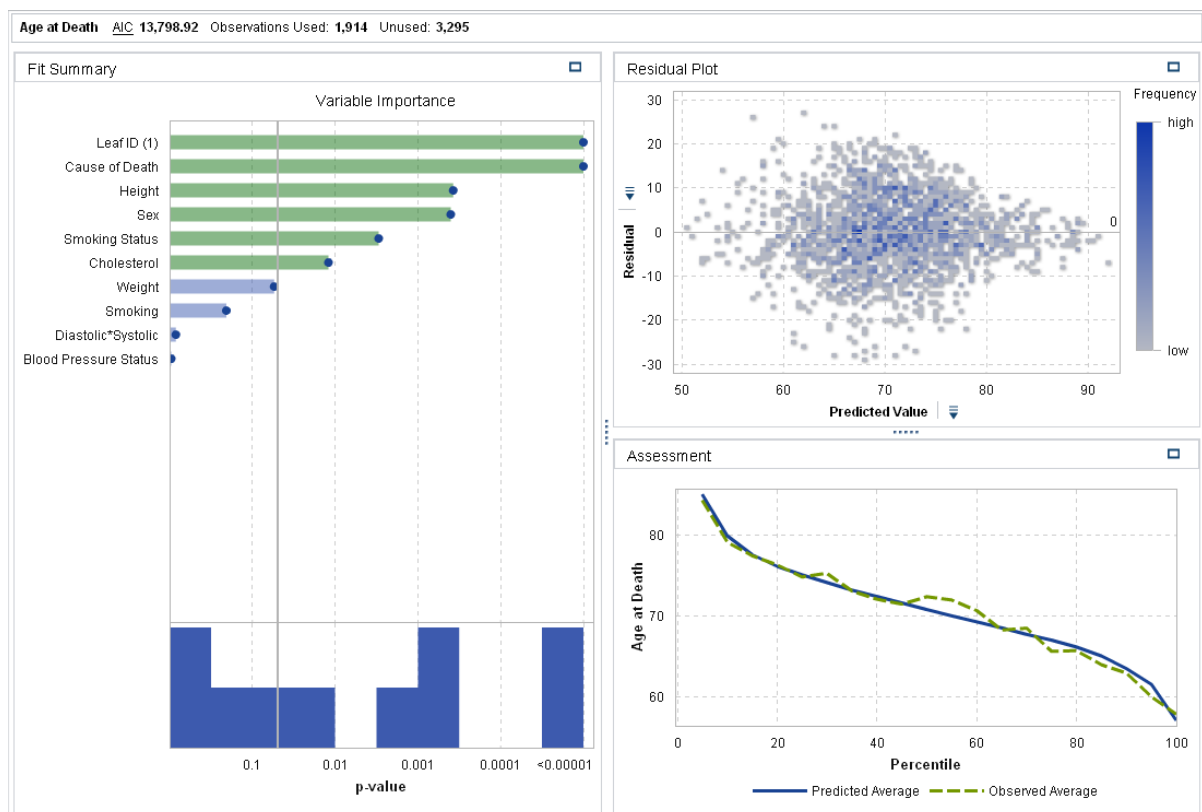 Age at Death AIC 13,798.92 Observations Used: 1,914 Unused: 3,295
Fit Summary
Variable Importance
Leaf ID (1)
Cause of Death
Height
Sex
Smoking Status
Cholesterol
Weight
Smoking
Diastolic*Systolic
Blood Pressure Status
0.1 0.01 0.001 0.0001 <0.00001
p-value
Residual Plot
Frequency
high
low
30
20
10
0
-10
-20
-30
0
Residual
50 60 70 80 90
Predicted Value
Assessment
80
70
60
Age at Death
0 20 40 60 80 100
Percentile
Predicted Average Observed Average